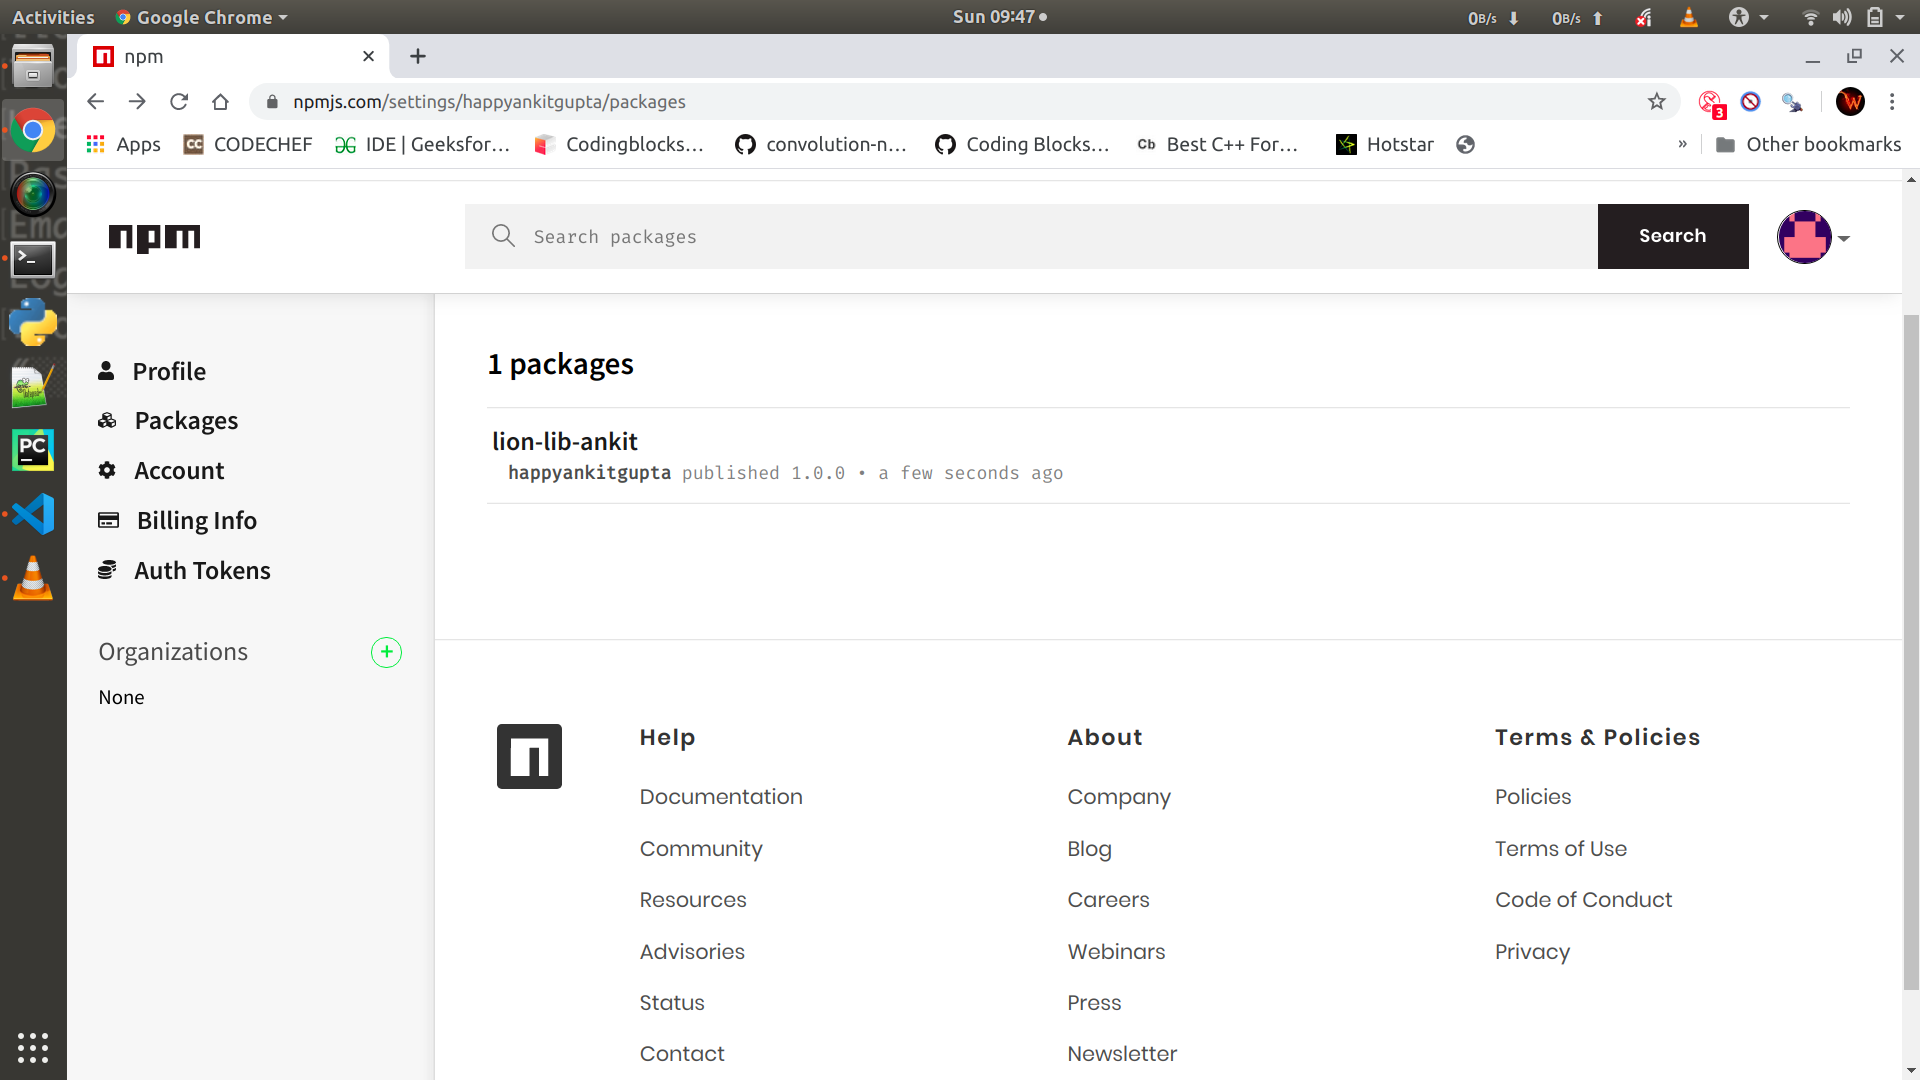 Activities Google Chrome Sun 09:47 0B/s 0B/s
npm
npmjs.com/settings/happyankitgupta/packages 3
Apps CODECHEF IDE | Geeksfor… Codingblocks… convolution-n… Coding Blocks… Cb Best C++ For… Hotstar » Other bookmarks
npm Search packages Search
Profile
Packages
Account
Billing Info
Auth Tokens
Organizations
None
1 packages
lion-lib-ankit
happyankitgupta published 1.0.0 • a few seconds ago
Help
Documentation
Community
Resources
Advisories
Status
Contact
About
Company
Blog
Careers
Webinars
Press
Newsletter
Terms & Policies
Policies
Terms of Use
Code of Conduct
Privacy